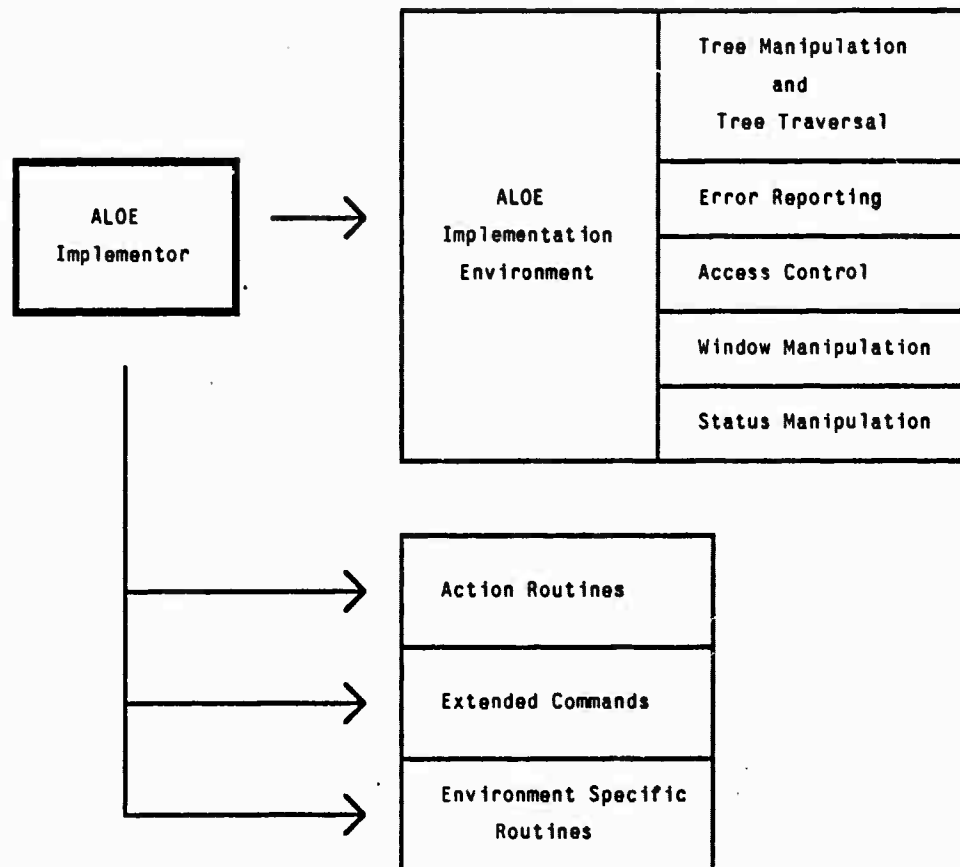 ALOE
Implementor
ALOE
Implementation
Environment
Tree Manipulation
and
Tree Traversal
Error Reporting
Access Control
Window Manipulation
Status Manipulation
Action Routines
Extended Commands
Environment Specific
Routines